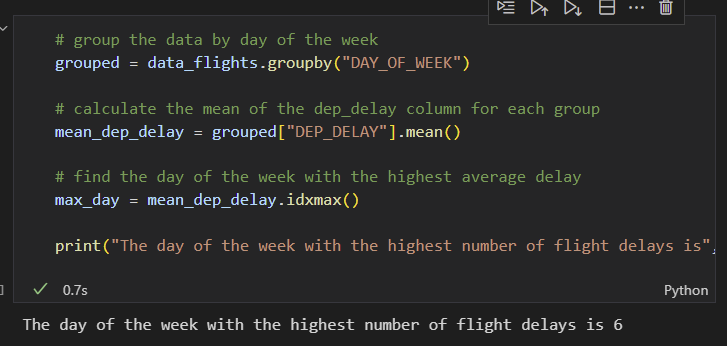 # group the data by day of the week
grouped = data_flights.groupby("DAY_OF_WEEK")
# calculate the mean of the dep_delay column for each group
mean_dep_delay = grouped["DEP_DELAY"].mean()
# find the day of the week with the highest average delay
max_day = mean_dep_delay.idxmax()
print("The day of the week with the highest number of flight delays is",
0.7s
Python
The day of the week with the highest number of flight delays is 6